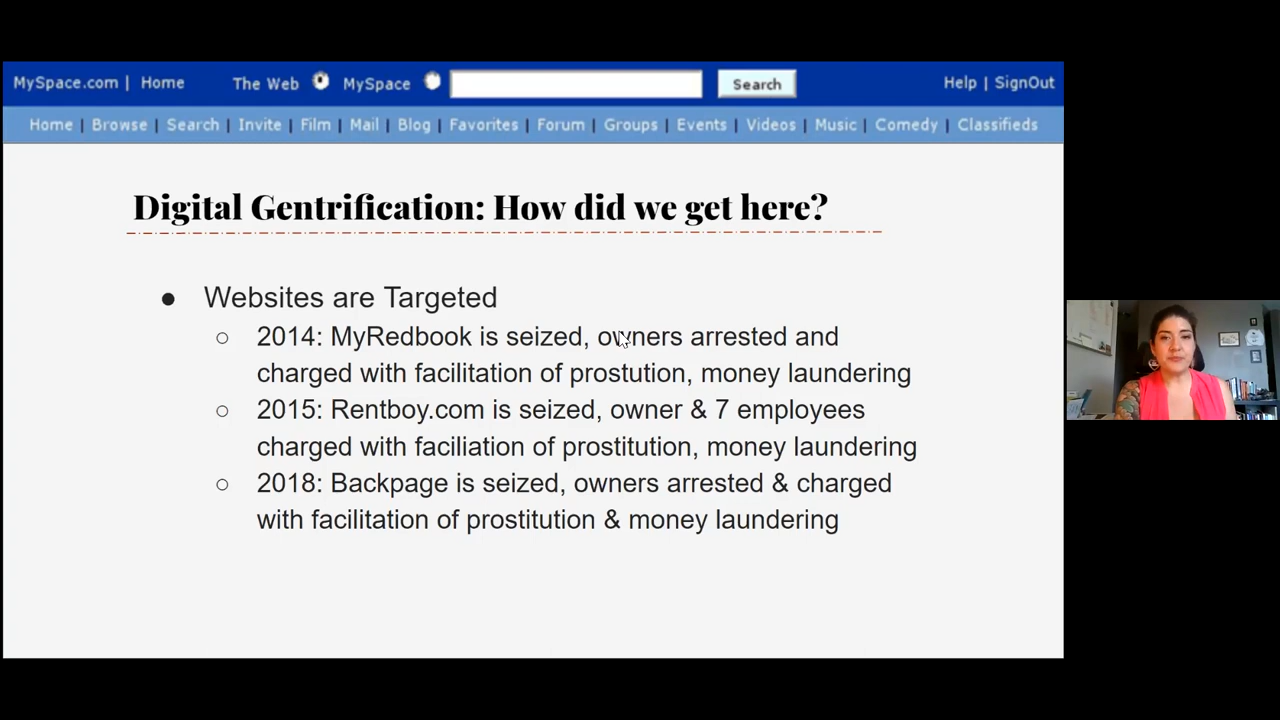 MySpace.com | Home The Web MySpace Search Help | SignOut
Home | Browse | Search | Invite | Film | Mail | Blog | Favorites | Forum | Groups | Events | Videos | Music | Comedy | Classifieds
Digital Gentrification: How did we get here?
● Websites are Targeted
○ 2014: MyRedbook is seized, owners arrested and
charged with facilitation of prostution, money laundering
○ 2015: Rentboy.com is seized, owner & 7 employees
charged with faciliation of prostitution, money laundering
○ 2018: Backpage is seized, owners arrested & charged
with facilitation of prostitution & money laundering